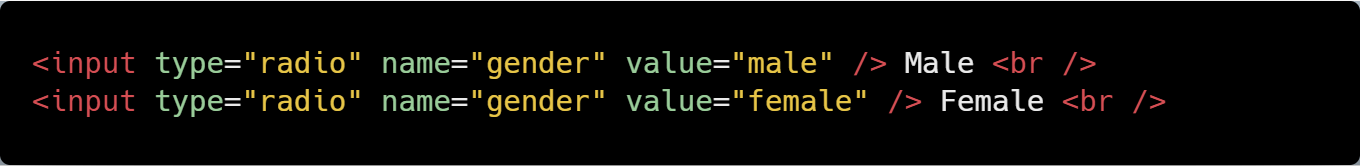 <input type="radio" name="gender" value="male" /> Male <br />
<input type="radio" name="gender" value="female" /> Female <br />